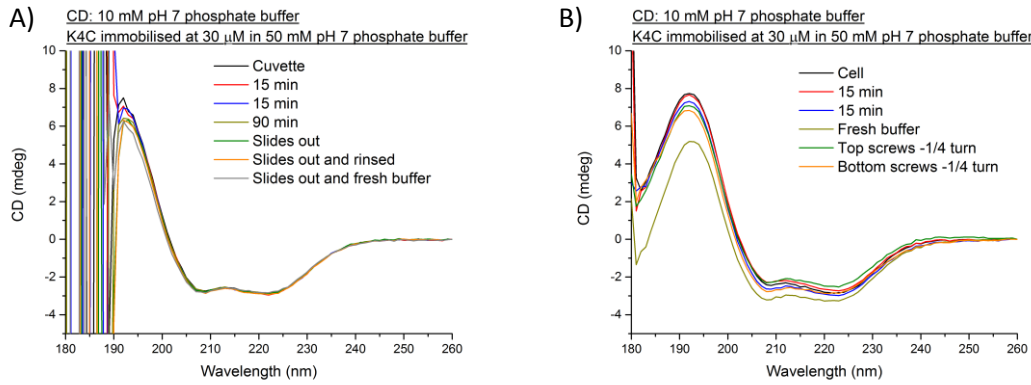 A)
CD: 10 mM pH 7 phosphate buffer
K4C immobilised at 30 μM in 50 mM pH 7 phosphate buffer
Cuvette
15 min
15 min
90 min
Slides out
Slides out and rinsed
Slides out and fresh buffer
CD (mdeg)
10
8
6
4
2
0
-2
-4
180 190 200 210 220 230 240 250 260
Wavelength (nm)
B)
CD: 10 mM pH 7 phosphate buffer
K4C immobilised at 30 μM in 50 mM pH 7 phosphate buffer
Cell
15 min
15 min
Fresh buffer
Top screws -1/4 turn
Bottom screws -1/4 turn
CD (mdeg)
10
8
6
4
2
0
-2
-4
180 190 200 210 220 230 240 250 260
Wavelength (nm)